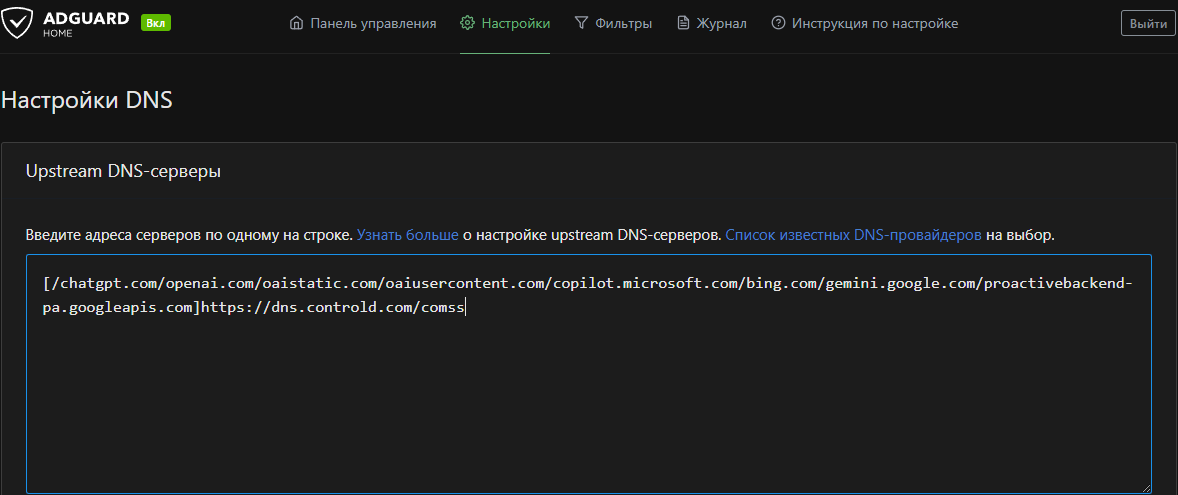 ADGUARD
HOME
Вкл
Панель управления
Настройки
Фильтры
Журнал
Инструкция по настройке
Выйти
Настройки DNS
Upstream DNS-серверы
Введите адреса серверов по одному на строке. Узнать больше о настройке upstream DNS-серверов. Список известных DNS-провайдеров на выбор.
[/chatgpt.com/openai.com/oaistatic.com/oaiusercontent.com/copilot.microsoft.com/bing.com/gemini.google.com/proactivebackend-
pa.googleapis.com]https://dns.controld.com/comss